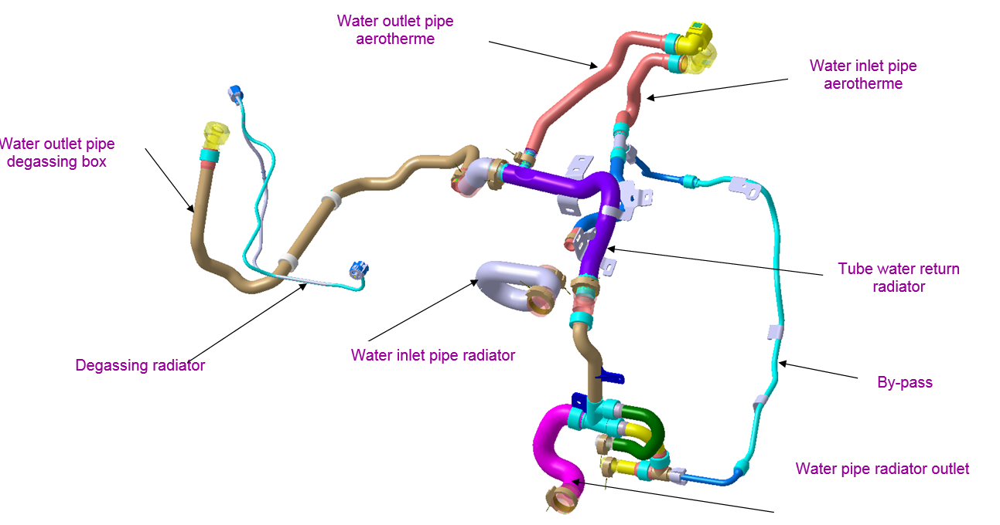 Water outlet pipe
aerotherme
Water inlet pipe
aerotherme
Water outlet pipe
degassing box
Tube water return
radiator
Degassing radiator
Water inlet pipe radiator
By-pass
Water pipe radiator outlet